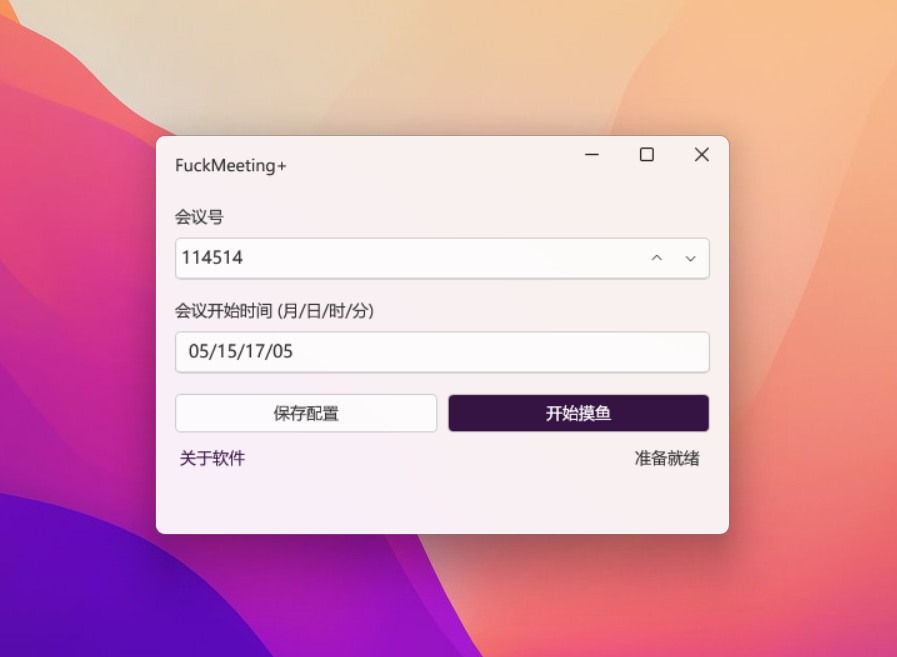 FuckMeeting+
会议号
114514
会议开始时间 (月/日/时/分)
05/15/17/05
保存配置
开始摸鱼
关于软件
准备就绪